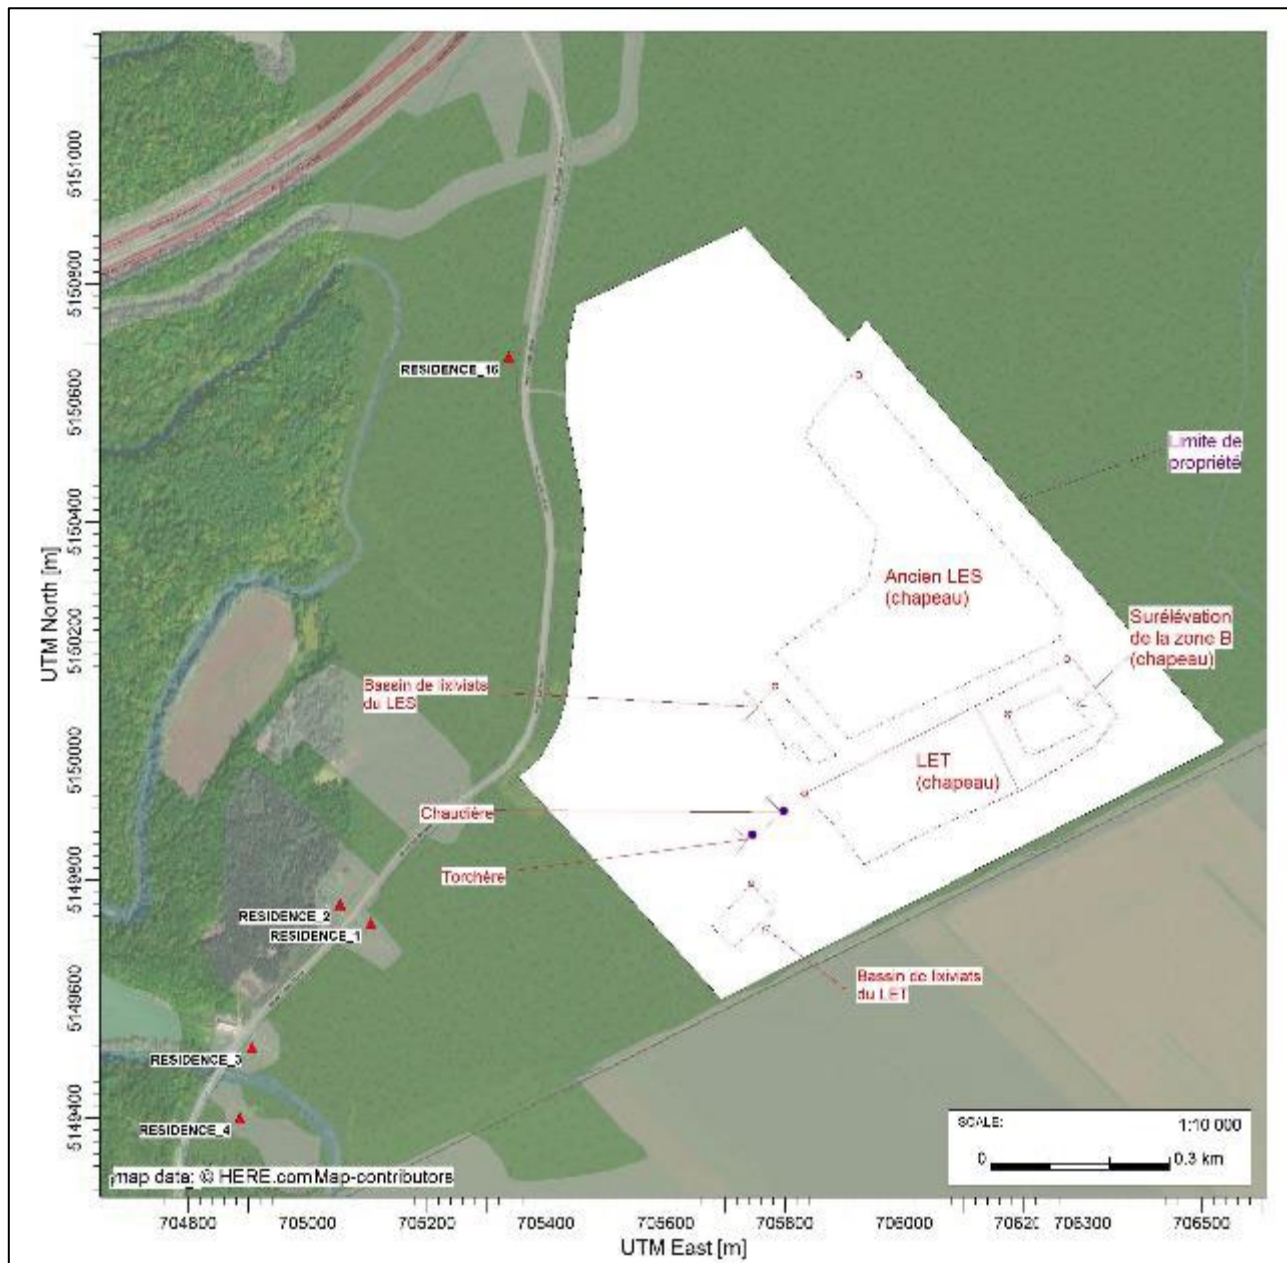 5151000
5150800
5150600
5150400
5150200
5150000
5149800
5149600
5149400
UTM North [m]
RESIDENCE_16
Limite de
propriété
Ancien LES
(chapeau)
Surélévation
de la zone B
(chapeau)
Bassin de lixiviats
du LES
LET
(chapeau)
Chaudière
Torchère
RESIDENCE_2
RESIDENCE_1
Bassin de lixiviats
du LET
RESIDENCE_3
RESIDENCE_4
SCALE: 1:10 000
0 0.3 km
map data: © HERE.com Map-contributors
704800 705000 705200 705400 705600 705800 706000 706300 706500
UTM East [m]